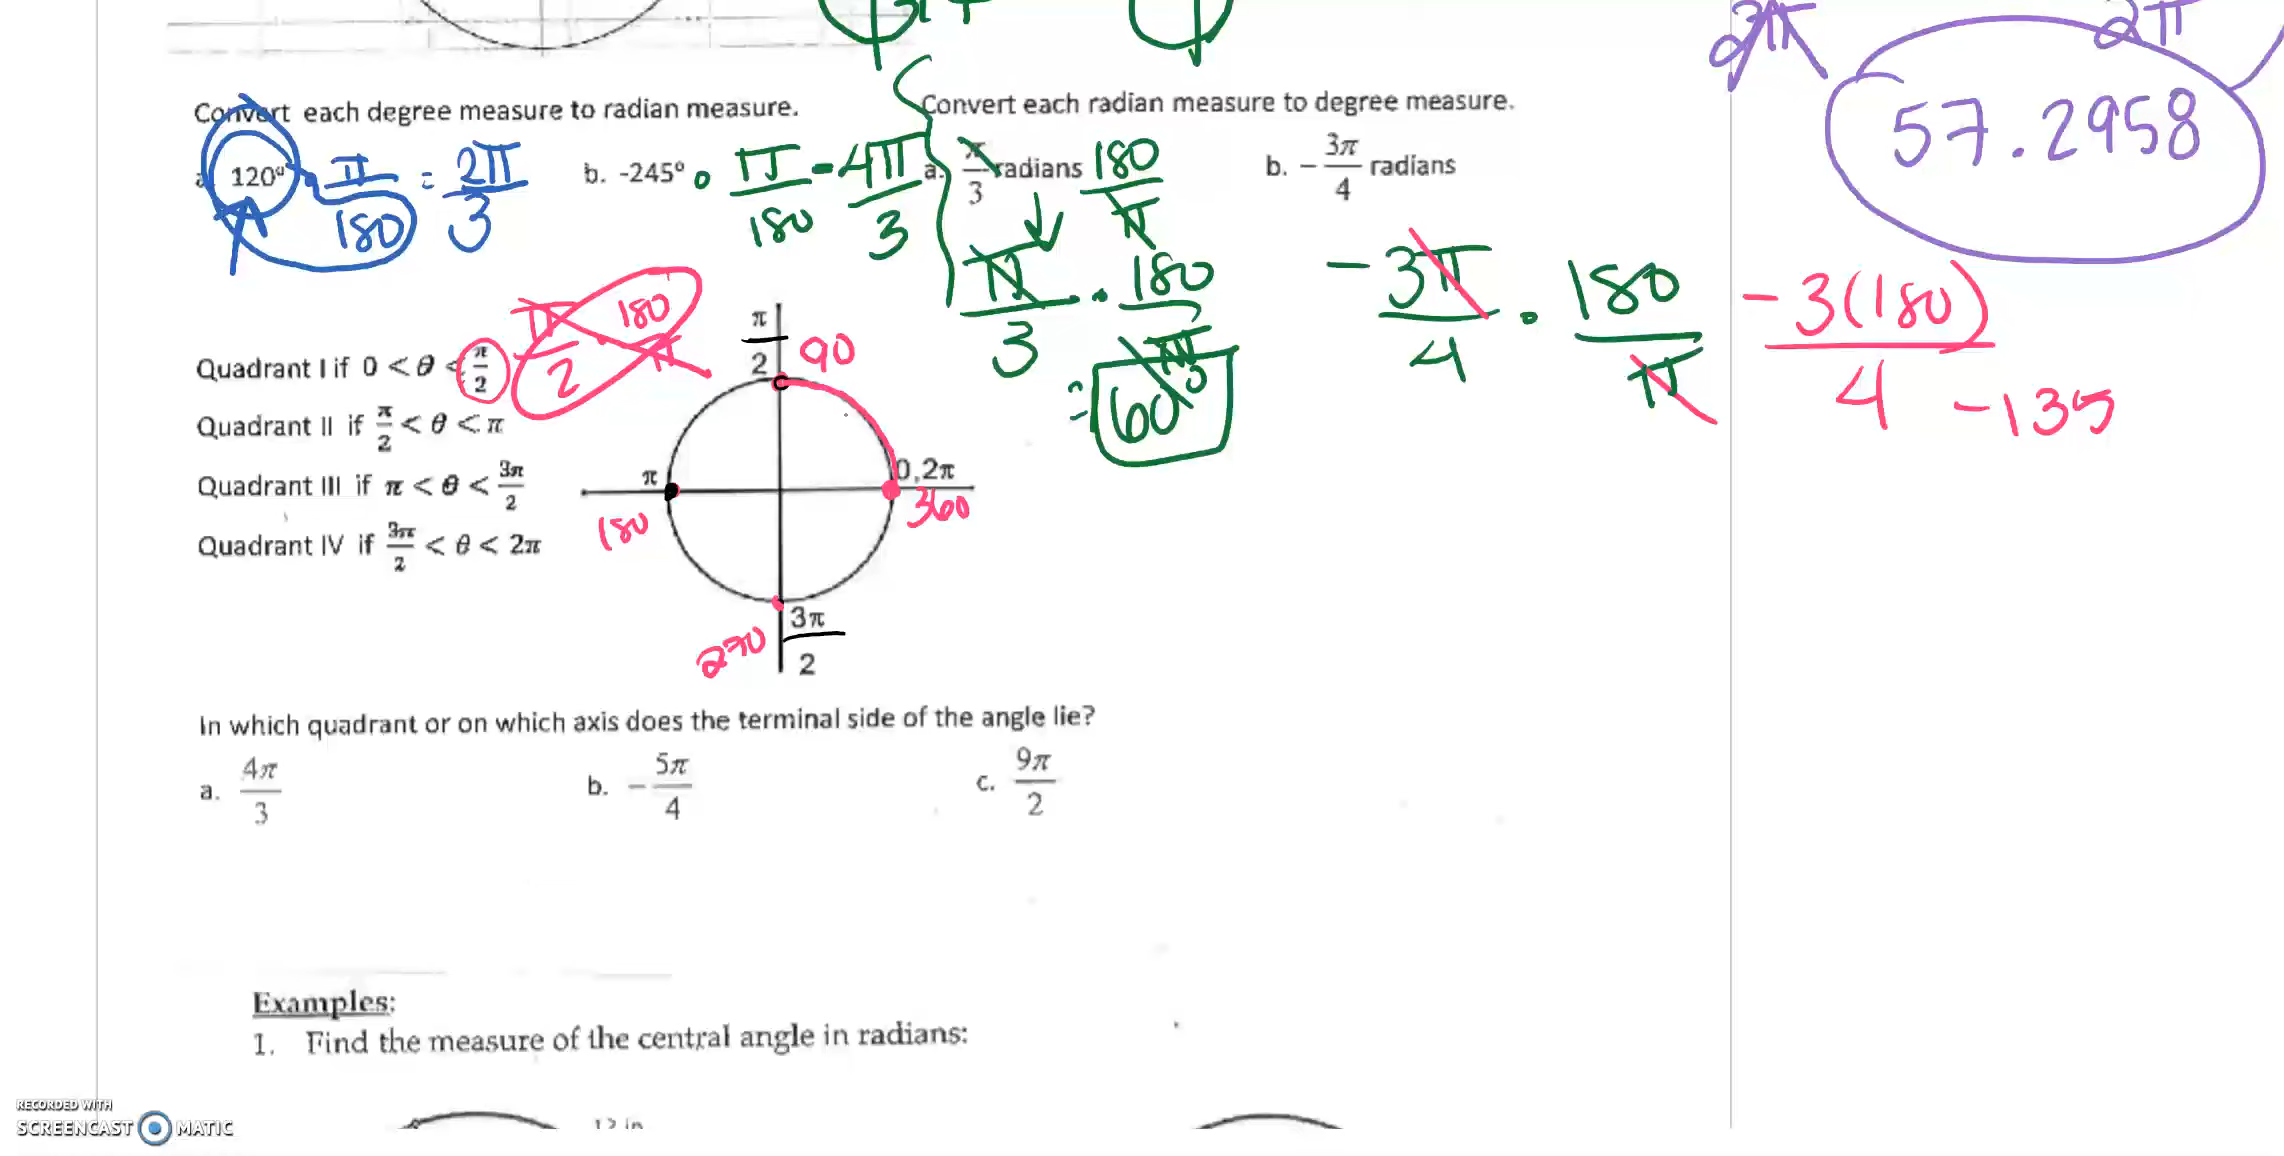 2π 2π
57.2958
Convert each degree measure to radian measure.
a. 120° · π/180 = 2π/3
b. -245° · π/180 - 4π/3
Convert each radian measure to degree measure.
a. π/3 radians 180/π
π/3 · 180/π
= 60°
b. - 3π/4 radians
-3π/4 · 180/π -3(180)/4 -135
Quadrant I if 0 < θ < π/2
π/2 180/π
Quadrant II if π/2 < θ < π
Quadrant III if π < θ < 3π/2
Quadrant IV if 3π/2 < θ < 2π
π/2 90
π 180
0,2π 360
270 3π/2
In which quadrant or on which axis does the terminal side of the angle lie?
a. 4π/3
b. - 5π/4
c. 9π/2
Examples:
1. Find the measure of the central angle in radians:
RECORDED WITH
SCREENCAST MATIC